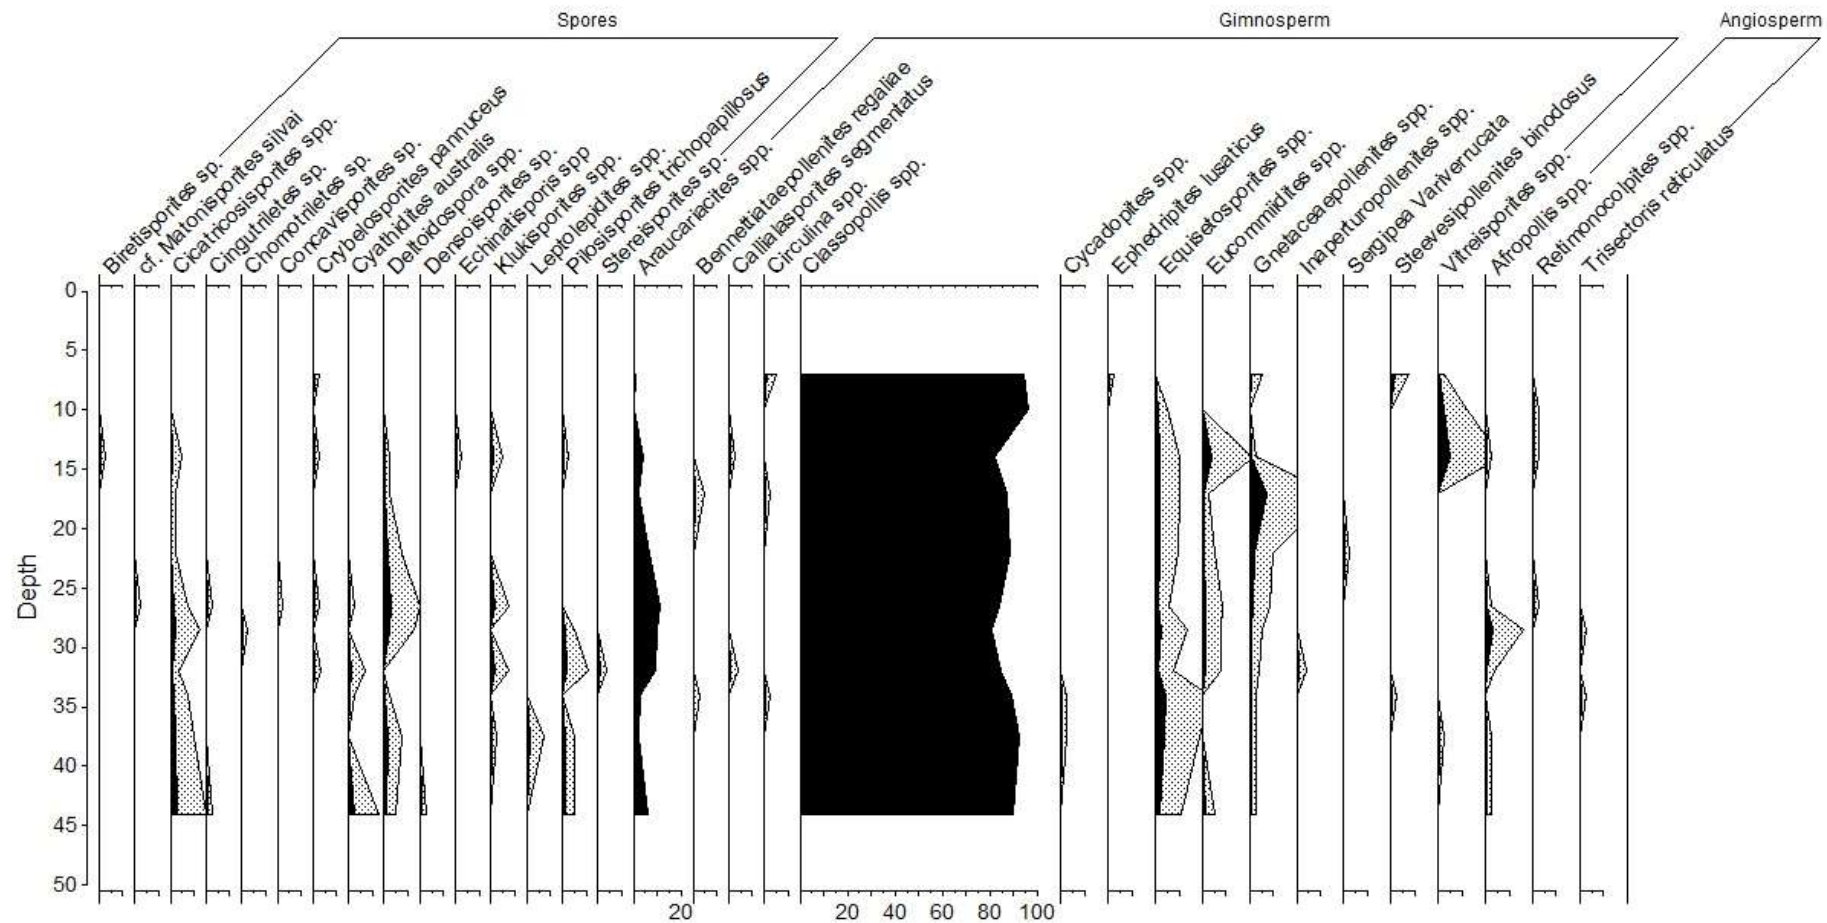 Spores
Gimnosperm
Angiosperm
Biretisporites sp.
cf. Matonisporites silvai
Cicatricosisporites spp.
Cingutriletes sp.
Chomotriletes sp.
Concavisporites sp.
Crybelosporites pannuceus
Cyathidites australis
Deltoidospora spp.
Densoisporites sp.
Echinatisporis spp
Klukisporites spp.
Leptolepidites spp.
Pilosisporites trichopapillosus
Stereisporites sp.
Araucariacites spp.
Bennettiataepollenites regaliae
Callialasporites segmentatus
Circulina spp.
Classopollis spp.
Cycadopites spp.
Ephedripites lusaticus
Equisetosporites spp.
Eucommiidites spp.
Gnetaceaepollenites spp.
Inaperturopollenites spp.
Sergipea Variverrucata
Steevesipollenites binodosus
Vitreisporites spp.
Afropollis spp.
Retimonocolpites spp.
Trisectoris reticulatus
Depth
0
5
10
15
20
25
30
35
40
45
50
20
20 40 60 80 100